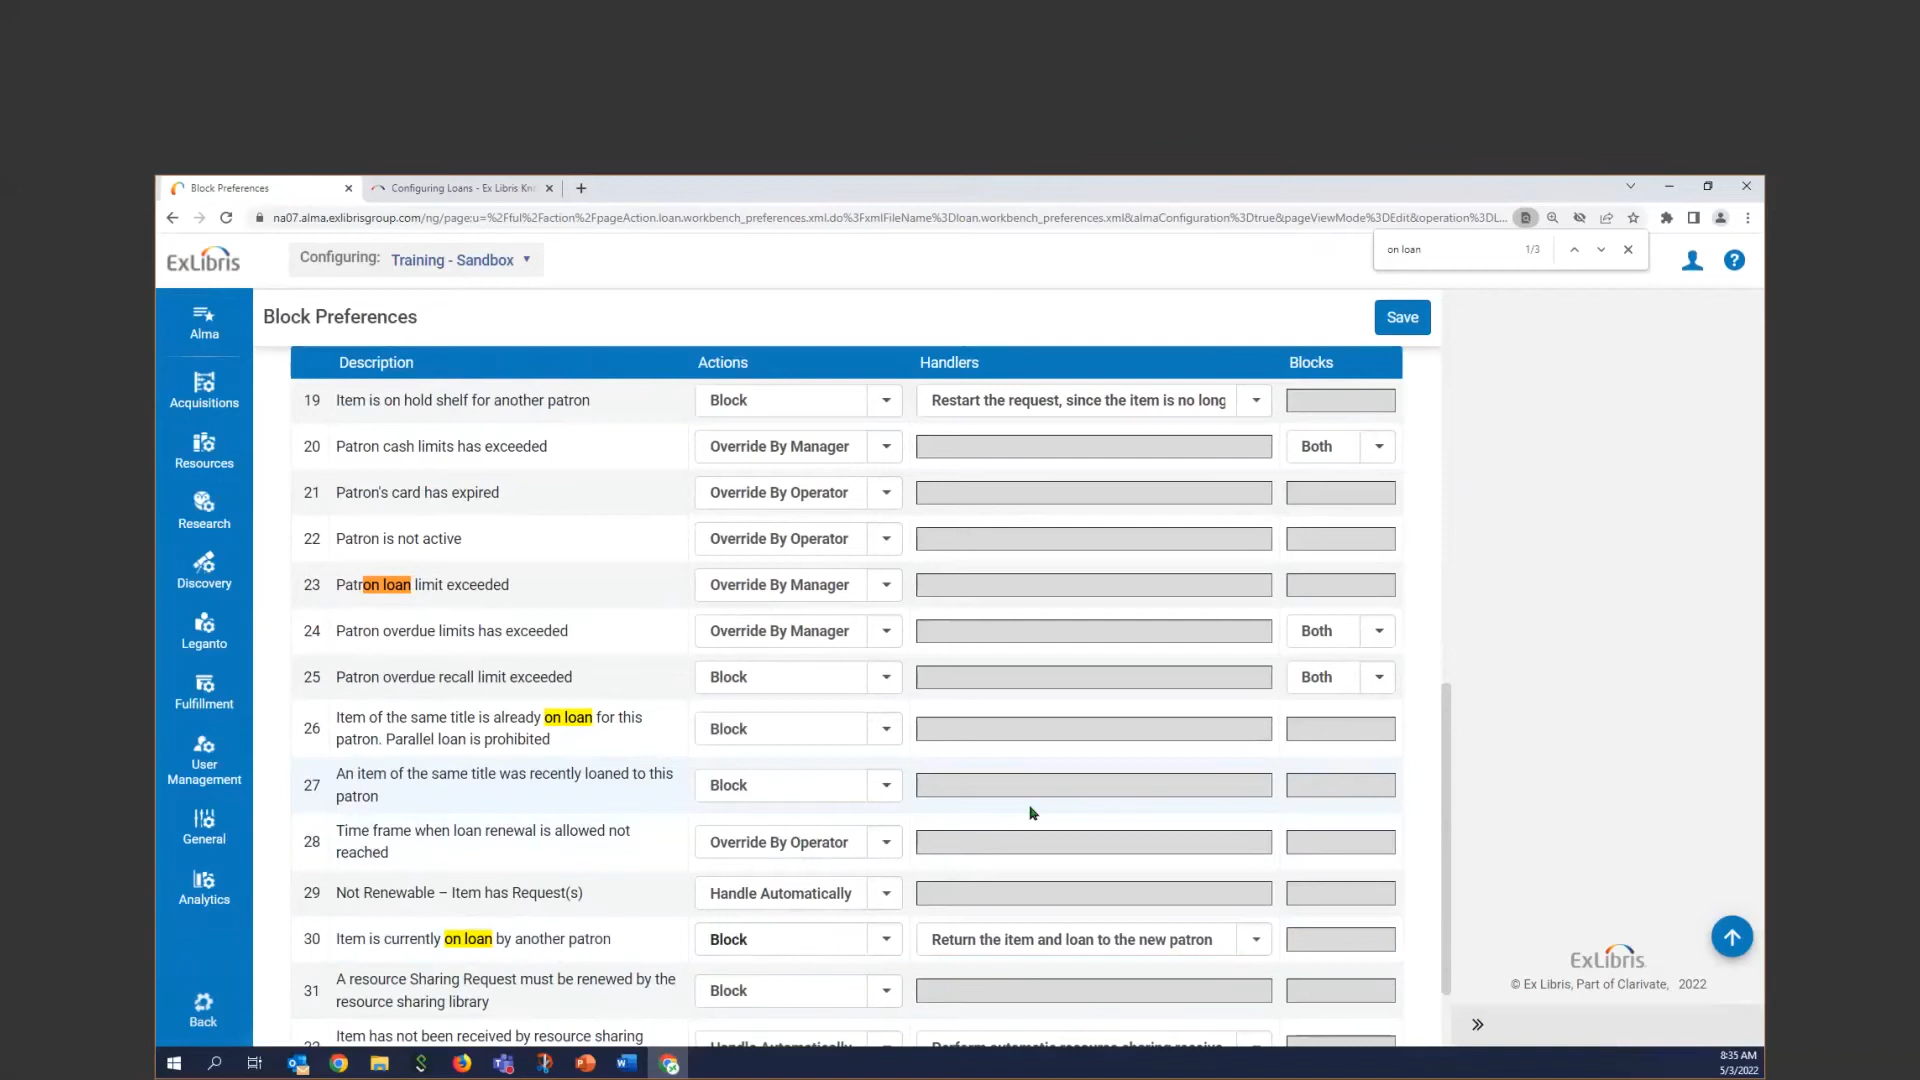 Block Preferences
Configuring Loans - Ex Libris Kn
na07.alma.exlibrisgroup.com/ng/page;u=%2Fful%2Faction%2FpageAction.loan.workbench_preferences.xml.do%3FxmlFileName%3Dloan.workbench_preferences.xml&almaConfiguration%3Dtrue&pageViewMode%3DEdit&operation%3DL...
on loan 1/3
ExLibris
Configuring: Training - Sandbox
Alma
Acquisitions
Resources
Research
Discovery
Leganto
Fulfillment
User
Management
General
Analytics
Back
Block Preferences
Save
Description Actions Handlers Blocks
19 Item is on hold shelf for another patron Block Restart the request, since the item is no long
20 Patron cash limits has exceeded Override By Manager Both
21 Patron's card has expired Override By Operator
22 Patron is not active Override By Operator
23 Patron loan limit exceeded Override By Manager
24 Patron overdue limits has exceeded Override By Manager Both
25 Patron overdue recall limit exceeded Block Both
26 Item of the same title is already on loan for this
patron. Parallel loan is prohibited Block
27 An item of the same title was recently loaned to this
patron Block
28 Time frame when loan renewal is allowed not
reached Override By Operator
29 Not Renewable – Item has Request(s) Handle Automatically
30 Item is currently on loan by another patron Block Return the item and loan to the new patron
31 A resource Sharing Request must be renewed by the
resource sharing library Block
Item has not been received by resource sharing
ExLibris
© Ex Libris, Part of Clarivate, 2022
8:35 AM
5/3/2022